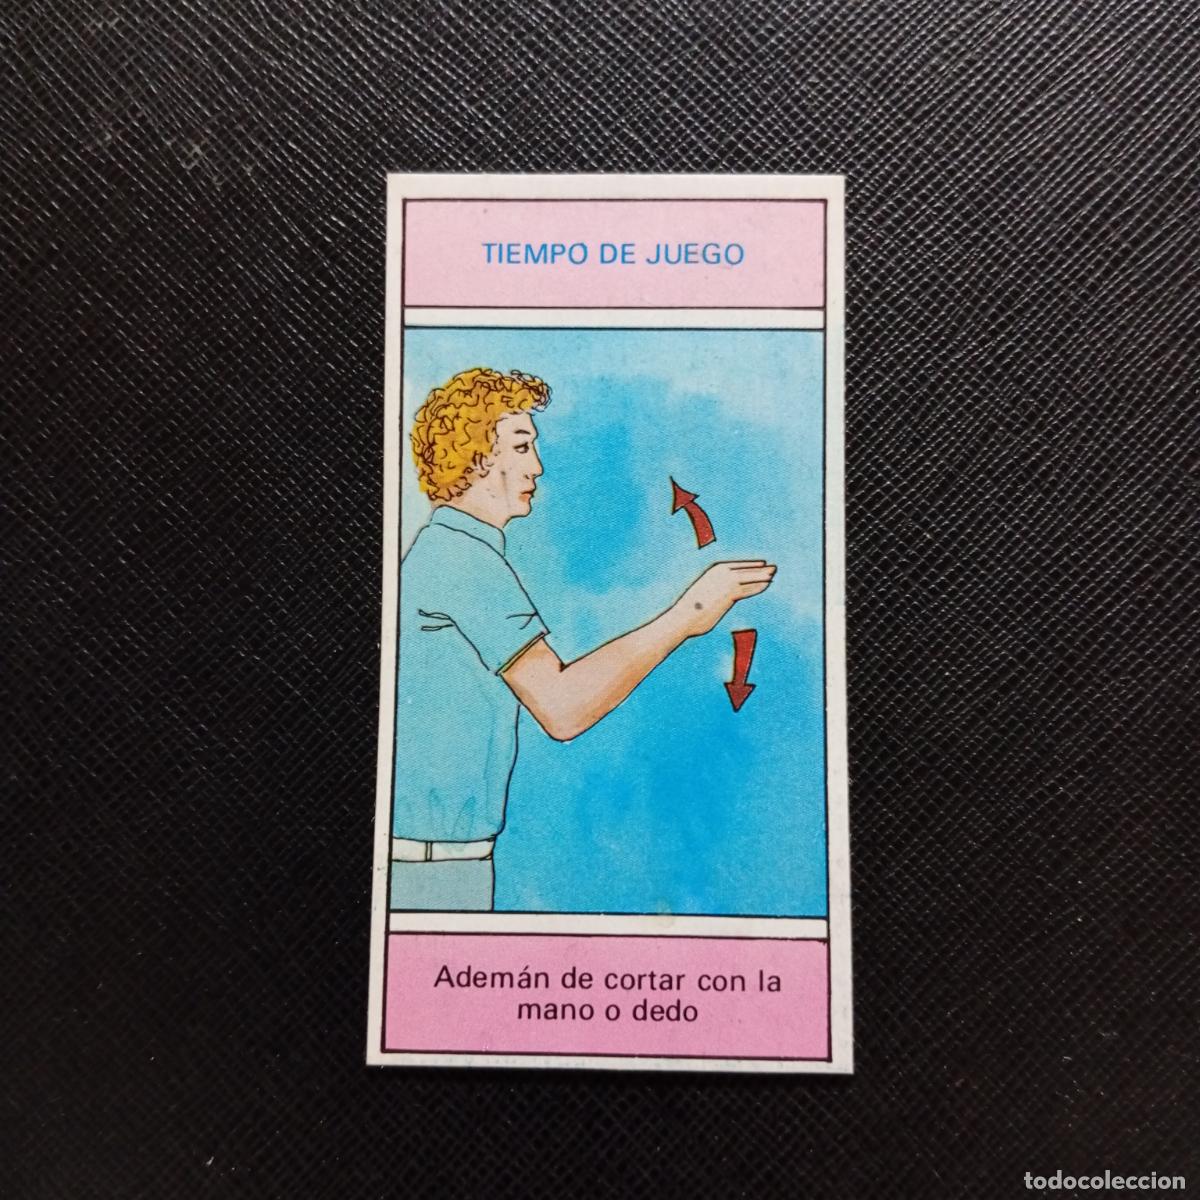 TIEMPO DE JUEGO
Ademán de cortar con la
mano o dedo
todocoleccion